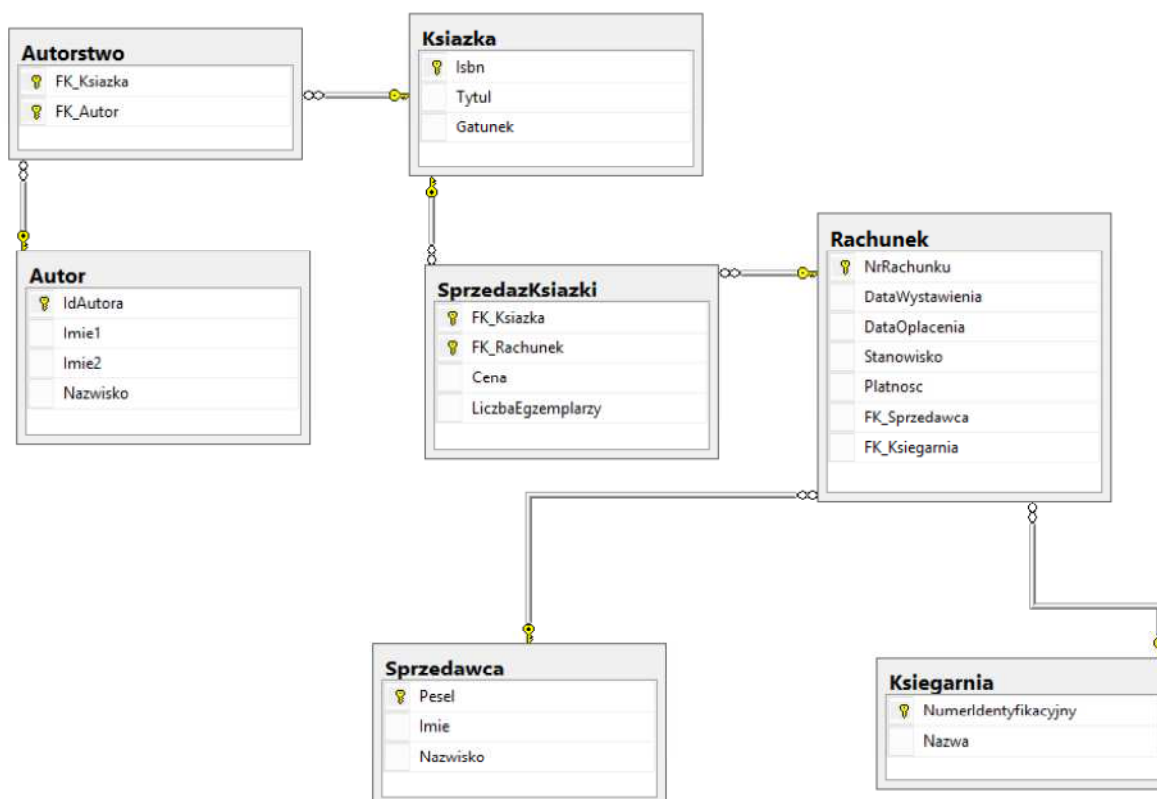 Autorstwo
FK_Ksiazka
FK_Autor
Ksiazka
Isbn
Tytul
Gatunek
Autor
IdAutora
Imie1
Imie2
Nazwisko
SprzedazKsiazki
FK_Ksiazka
FK_Rachunek
Cena
LiczbaEgzemplarzy
Rachunek
NrRachunku
DataWystawienia
DataOplacenia
Stanowisko
Platnosc
FK_Sprzedawca
FK_Ksiegarnia
Sprzedawca
Pesel
Imie
Nazwisko
Ksiegarnia
NumerIdentyfikacyjny
Nazwa